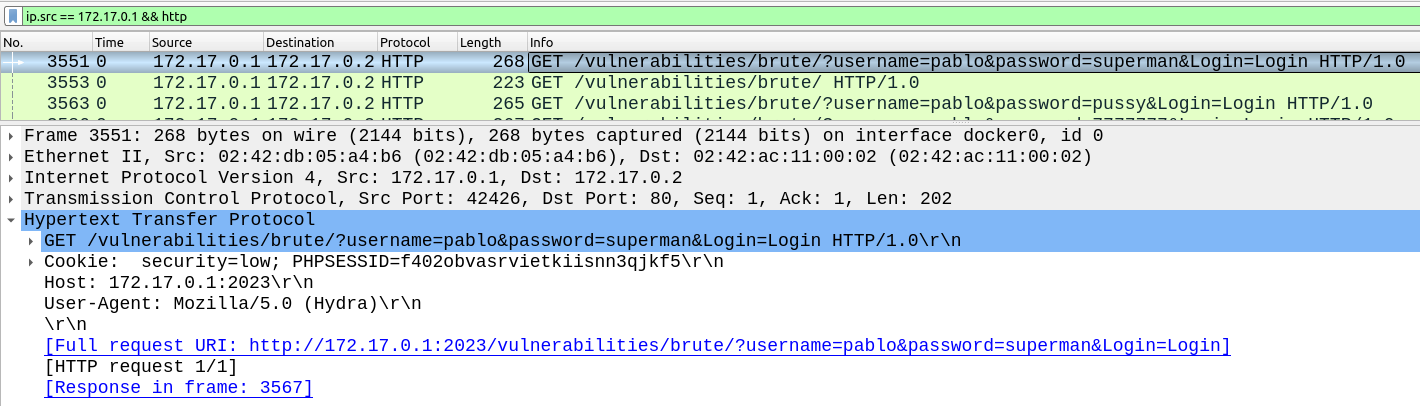 ip.src == 172.17.0.1 && http
No. Time Source Destination Protocol Length Info
3551 0 172.17.0.1 172.17.0.2 HTTP 268 GET /vulnerabilities/brute/?username=pablo&password=superman&Login=Login HTTP/1.0
3553 0 172.17.0.1 172.17.0.2 HTTP 223 GET /vulnerabilities/brute/ HTTP/1.0
3563 0 172.17.0.1 172.17.0.2 HTTP 265 GET /vulnerabilities/brute/?username=pablo&password=pussy&Login=Login HTTP/1.0
Frame 3551: 268 bytes on wire (2144 bits), 268 bytes captured (2144 bits) on interface docker0, id 0
Ethernet II, Src: 02:42:db:05:a4:b6 (02:42:db:05:a4:b6), Dst: 02:42:ac:11:00:02 (02:42:ac:11:00:02)
Internet Protocol Version 4, Src: 172.17.0.1, Dst: 172.17.0.2
Transmission Control Protocol, Src Port: 42426, Dst Port: 80, Seq: 1, Ack: 1, Len: 202
Hypertext Transfer Protocol
GET /vulnerabilities/brute/?username=pablo&password=superman&Login=Login HTTP/1.0\r\n
Cookie:  security=low; PHPSESSID=f402obvasrvietkiisnn3qjkf5\r\n
Host: 172.17.0.1:2023\r\n
User-Agent: Mozilla/5.0 (Hydra)\r\n
\r\n
[Full request URI: http://172.17.0.1:2023/vulnerabilities/brute/?username=pablo&password=superman&Login=Login]
[HTTP request 1/1]
[Response in frame: 3567]